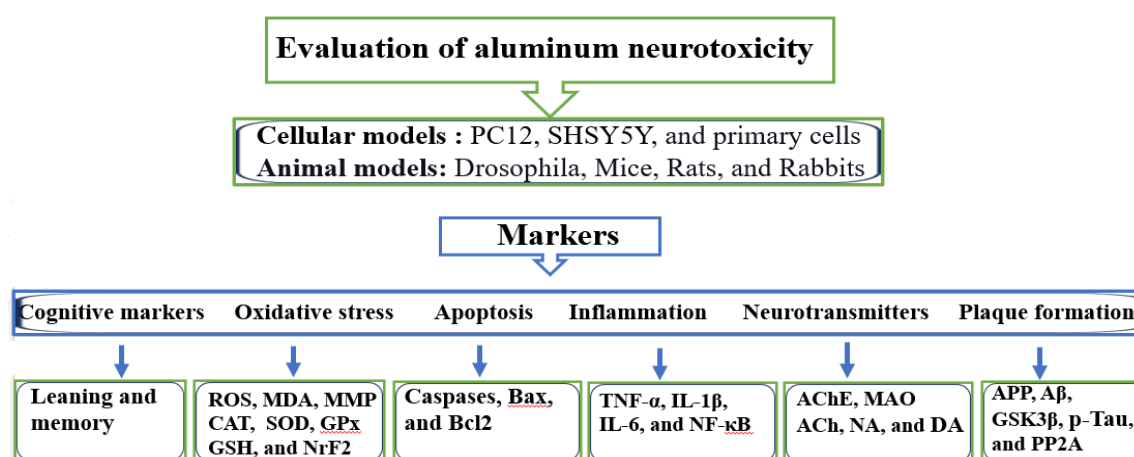 Evaluation of aluminum neurotoxicity
Cellular models : PC12, SHSY5Y, and primary cells
Animal models: Drosophila, Mice, Rats, and Rabbits
Markers
Cognitive markers Oxidative stress Apoptosis Inflammation Neurotransmitters Plaque formation
Leaning and
memory
ROS, MDA, MMP
CAT, SOD, GPx
GSH, and NrF2
Caspases, Bax,
and Bcl2
TNF-α, IL-1β,
IL-6, and NF-κB
AChE, MAO
ACh, NA, and DA
APP, Aβ,
GSK3β, p-Tau,
and PP2A